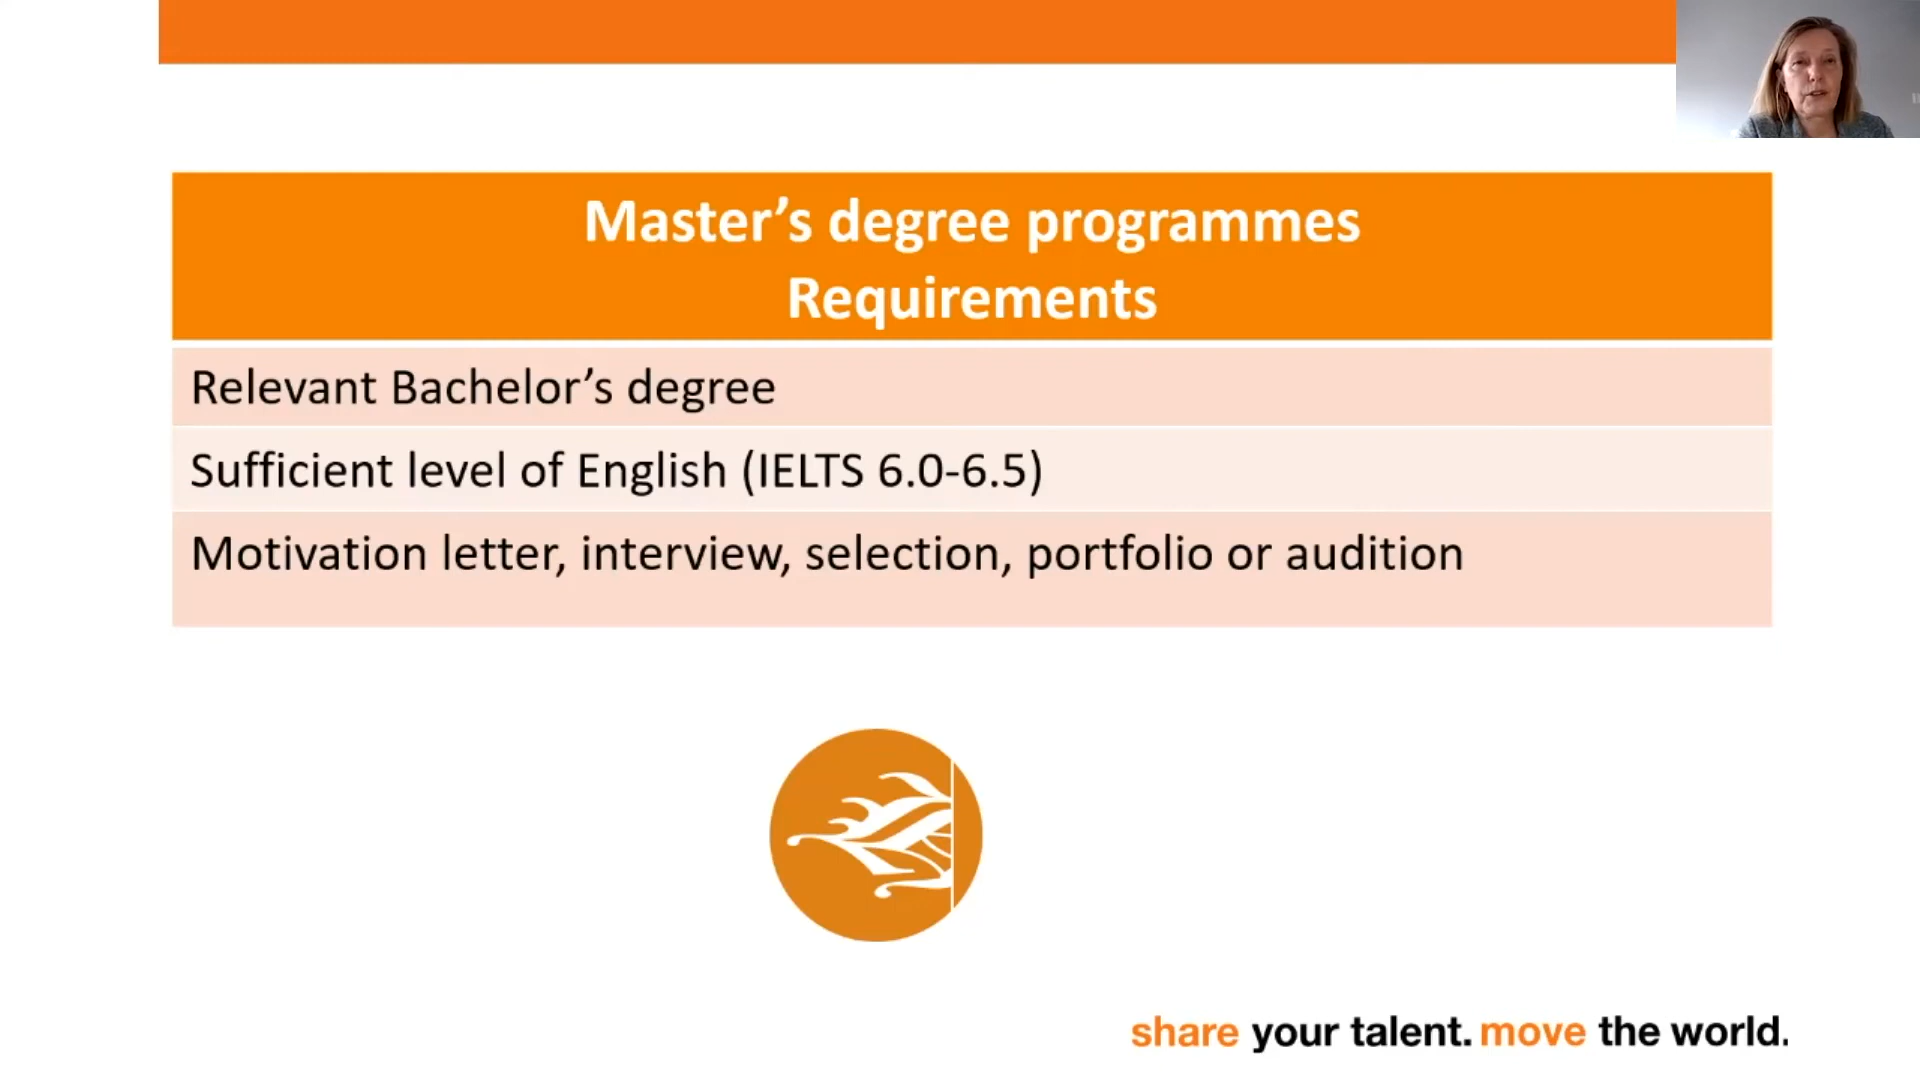 Master’s degree programmes
Requirements
Relevant Bachelor’s degree
Sufficient level of English (IELTS 6.0-6.5)
Motivation letter, interview, selection, portfolio or audition
share your talent. move the world.